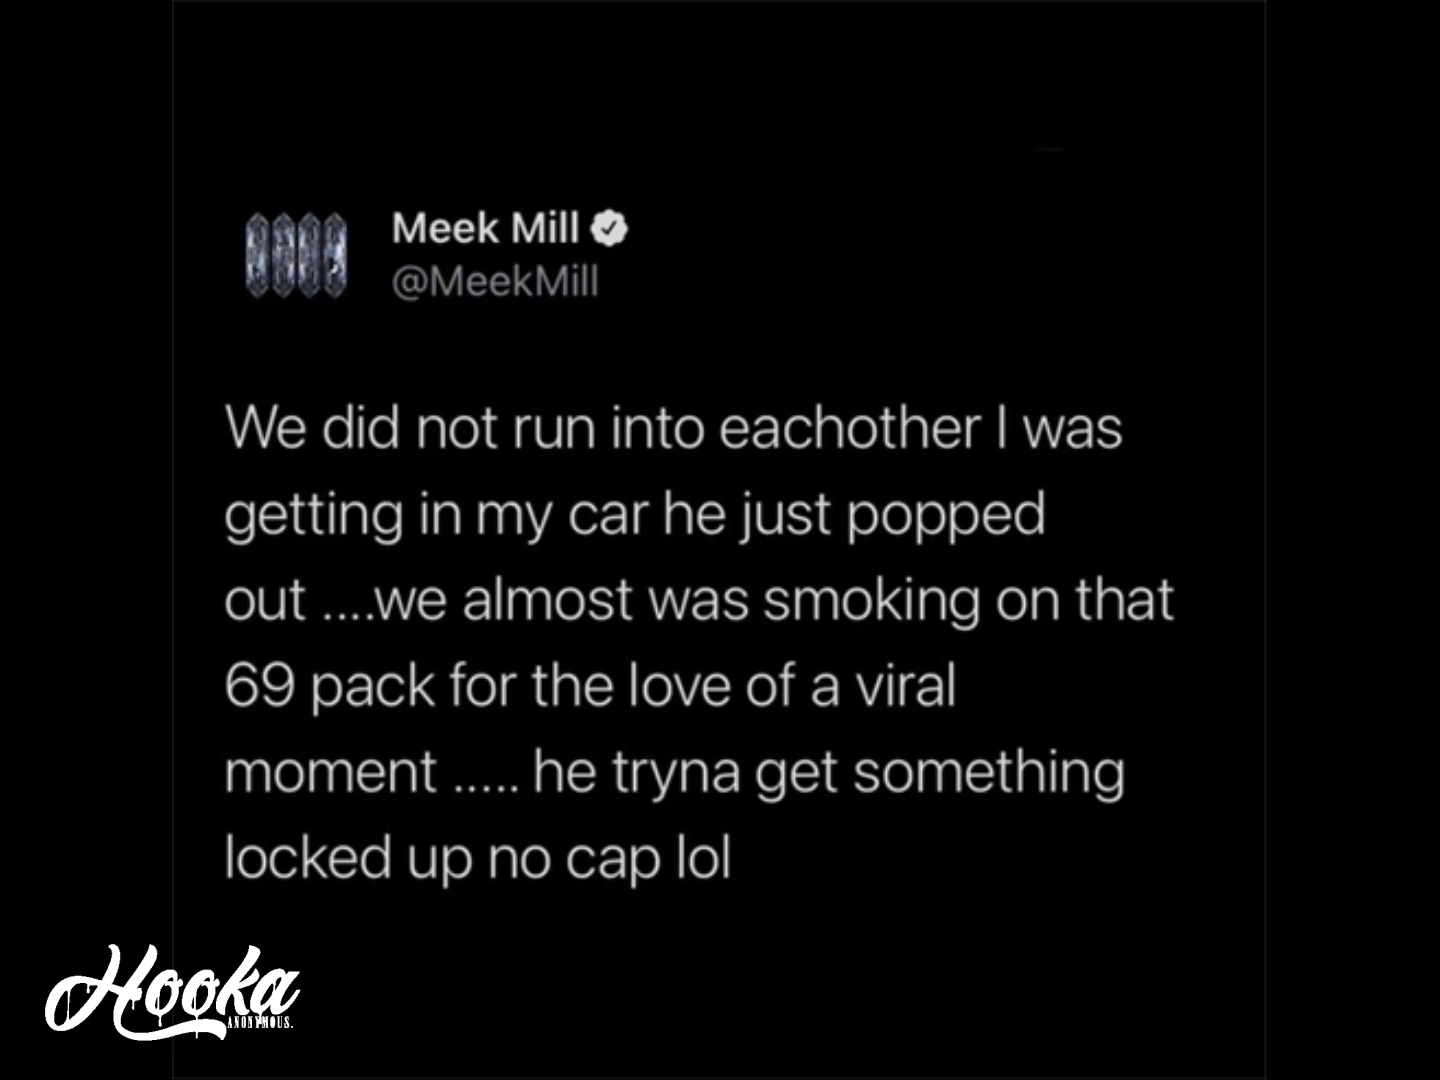 Meek Mill
@MeekMill
We did not run into eachother I was
getting in my car he just popped
out ....we almost was smoking on that
69 pack for the love of a viral
moment ..... he tryna get something
locked up no cap lol
Hooka
ANONYMOUS.